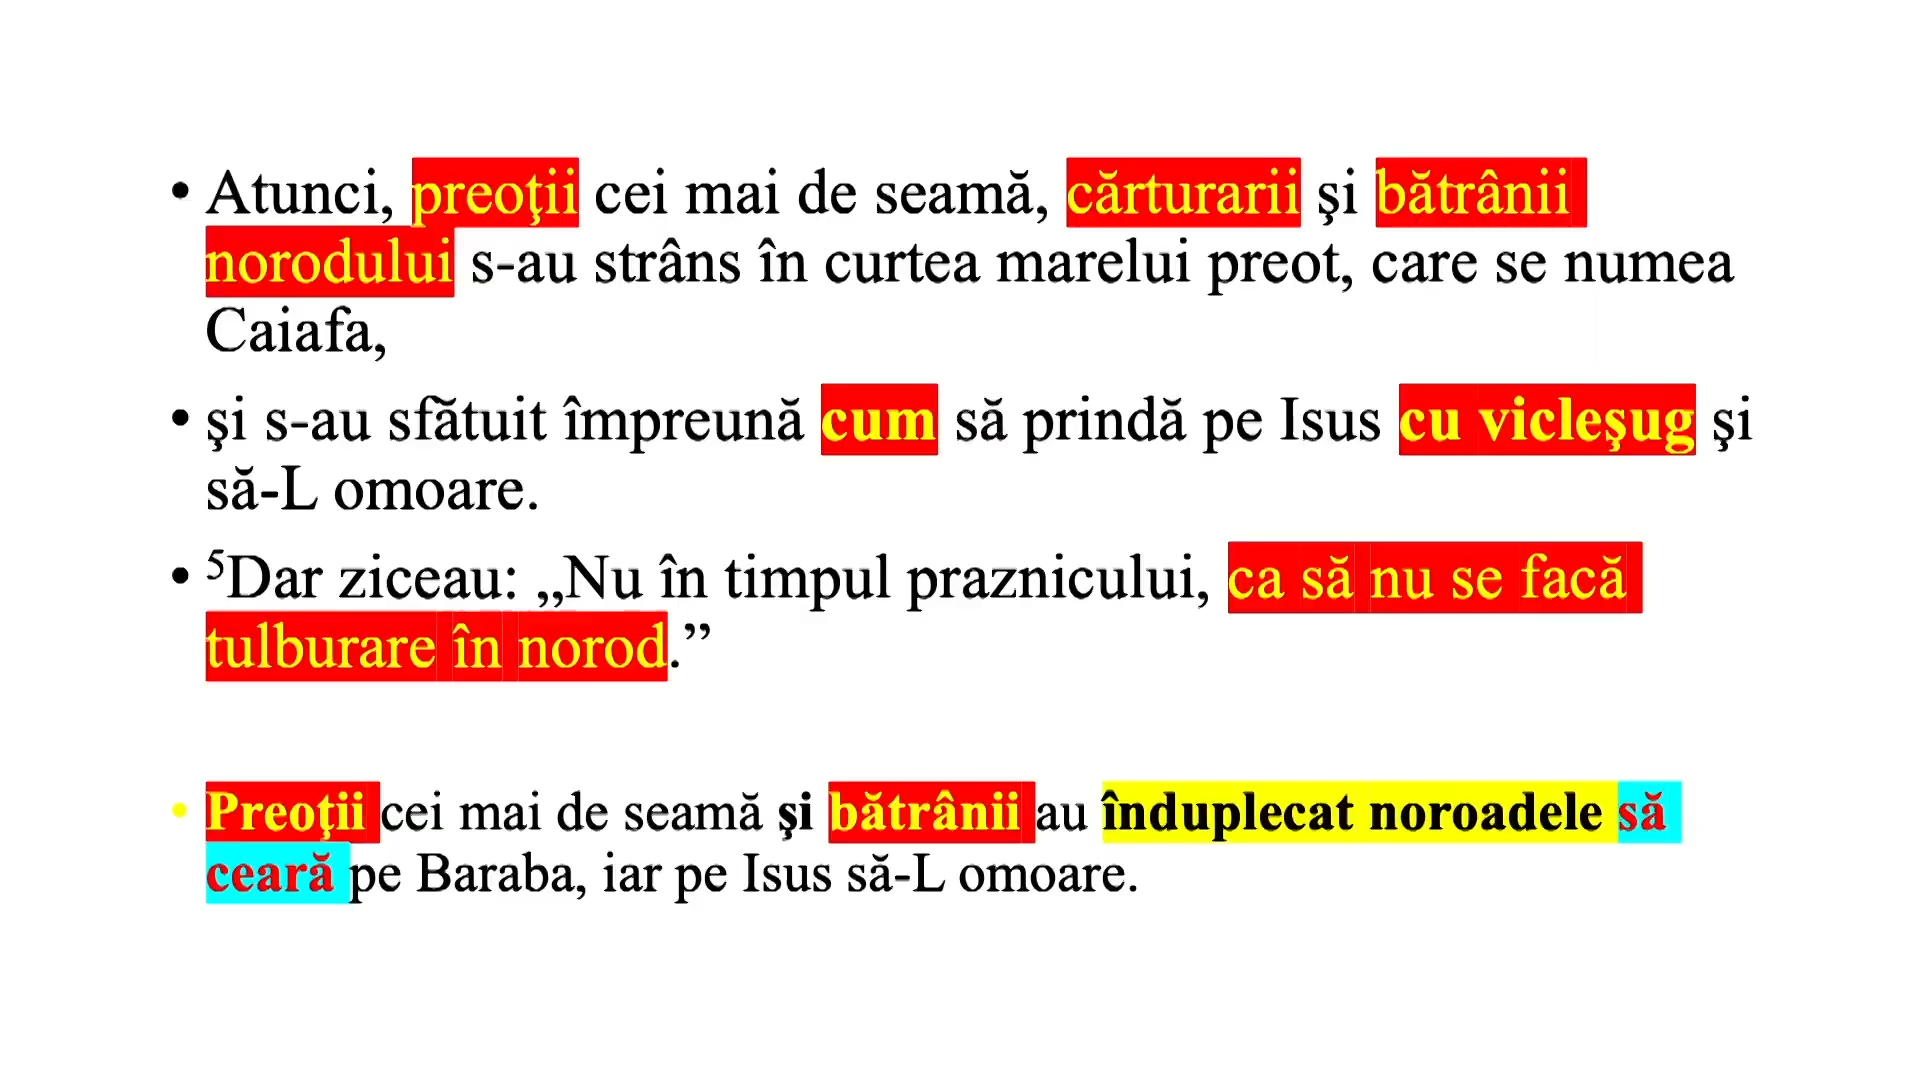 • Atunci, preoţii cei mai de seamă, cărturarii şi bătrânii
norodului s-au strâns în curtea marelui preot, care se numea
Caiafa,
• şi s-au sfătuit împreună cum să prindă pe Isus cu vicleşug şi
să-L omoare.
• ⁵Dar ziceau: „Nu în timpul praznicului, ca să nu se facă
tulburare în norod.”
• Preoţii cei mai de seamă şi bătrânii au înduplecat noroadele să
ceară pe Baraba, iar pe Isus să-L omoare.